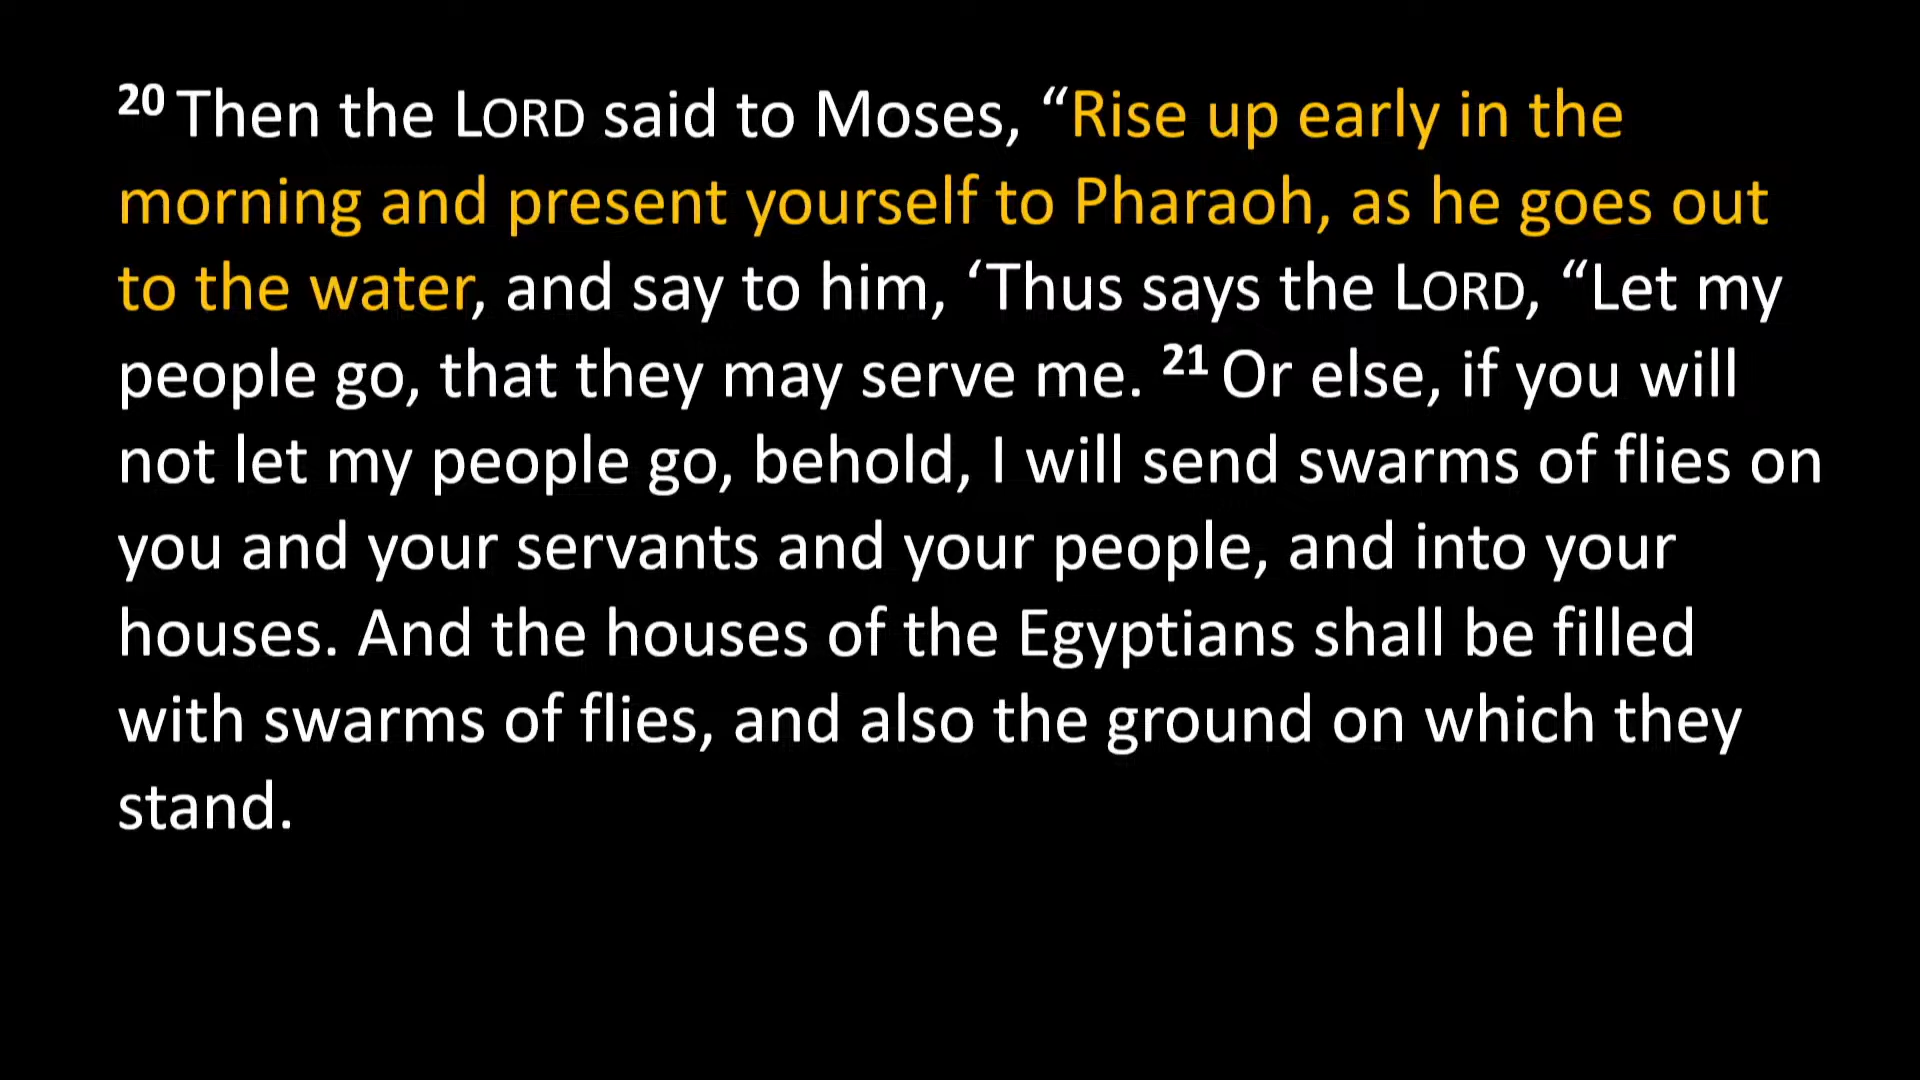 20 Then the LORD said to Moses, “Rise up early in the
morning and present yourself to Pharaoh, as he goes out
to the water, and say to him, ‘Thus says the LORD, “Let my
people go, that they may serve me. 21 Or else, if you will
not let my people go, behold, I will send swarms of flies on
you and your servants and your people, and into your
houses. And the houses of the Egyptians shall be filled
with swarms of flies, and also the ground on which they
stand.